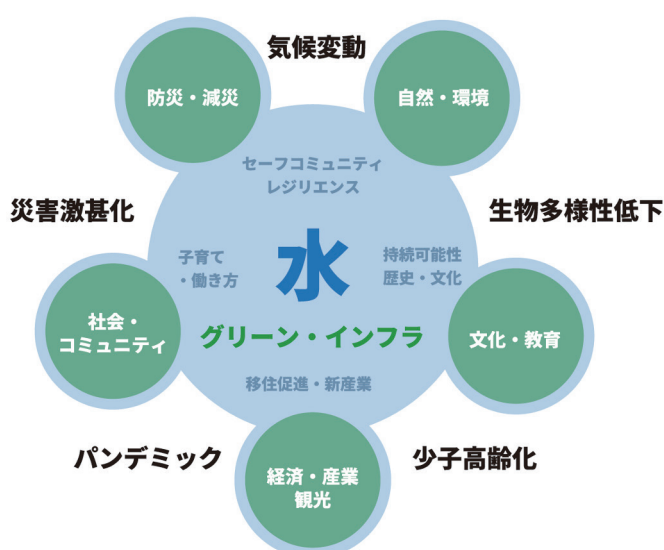 気候変動
防災・減災
自然・環境
セーフコミュニティ
レジリエンス
災害激甚化
生物多様性低下
子育て
・働き方
水
持続可能性
歴史・文化
社会・
コミュニティ
グリーン・インフラ
文化・教育
移住促進・新産業
パンデミック
少子高齢化
経済・産業
観光